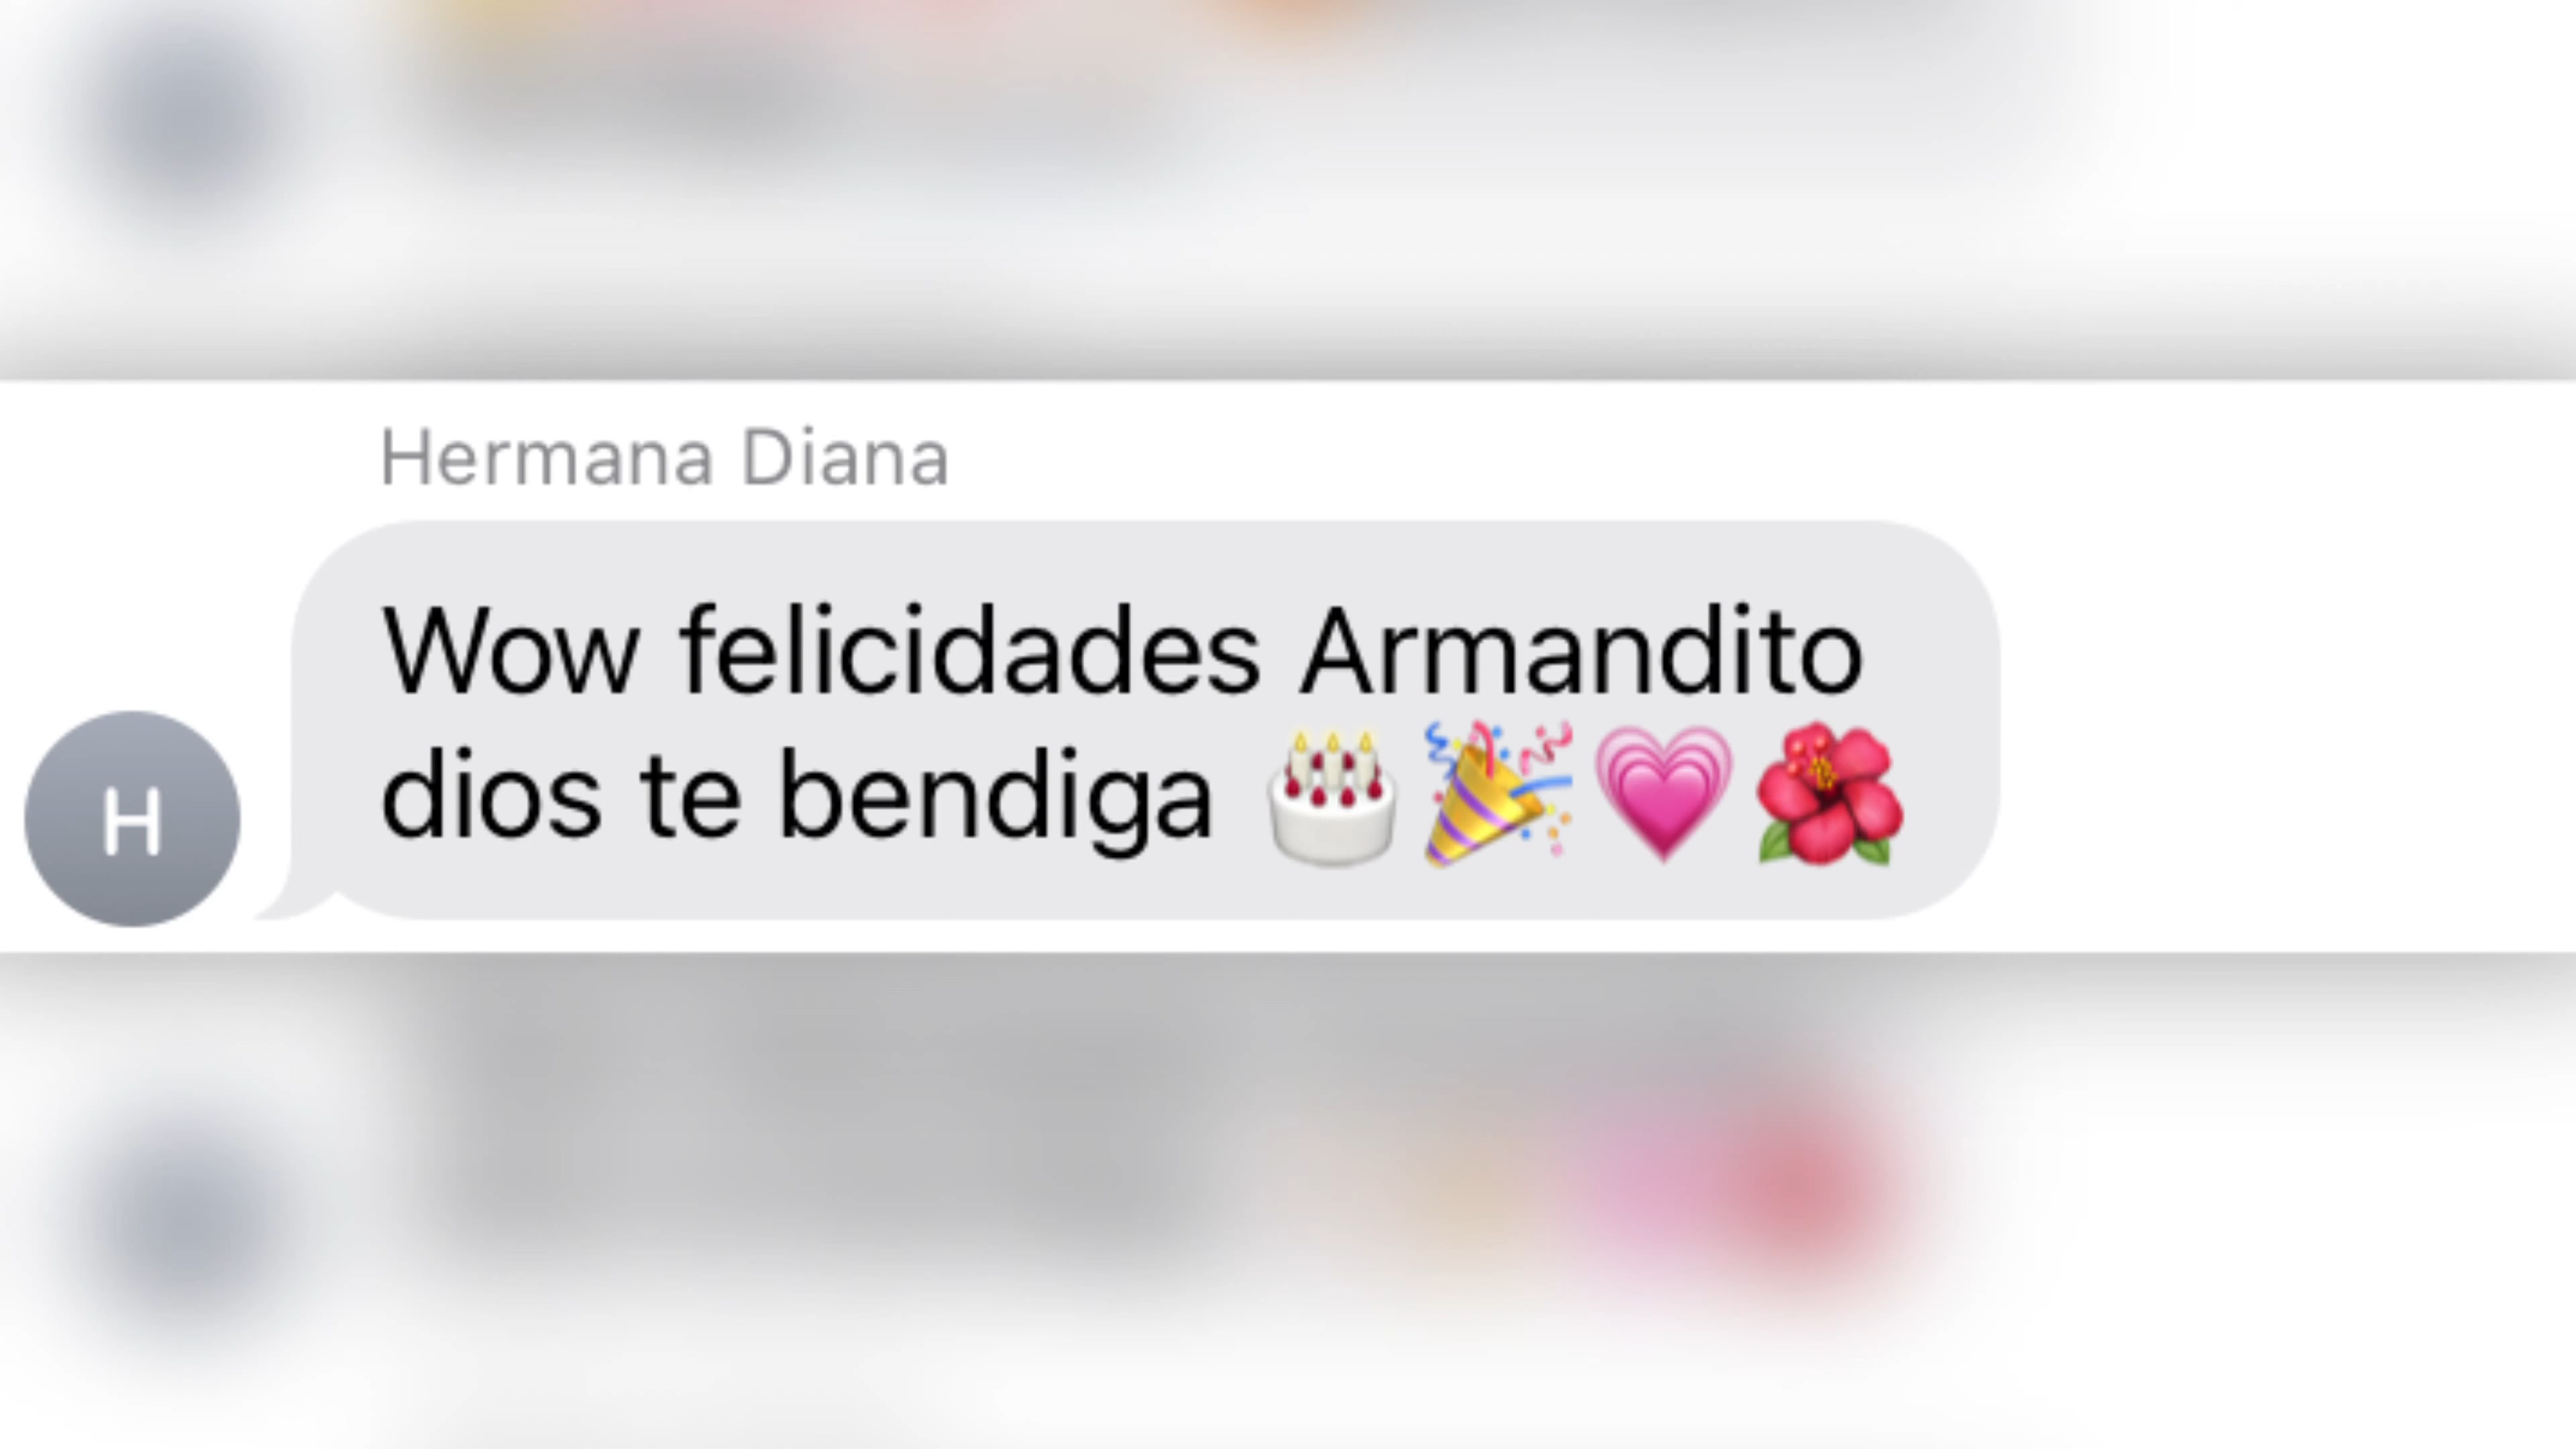 Hermana Diana
Wow felicidades Armandito
dios te bendiga 🎂🎉💗🌺
H